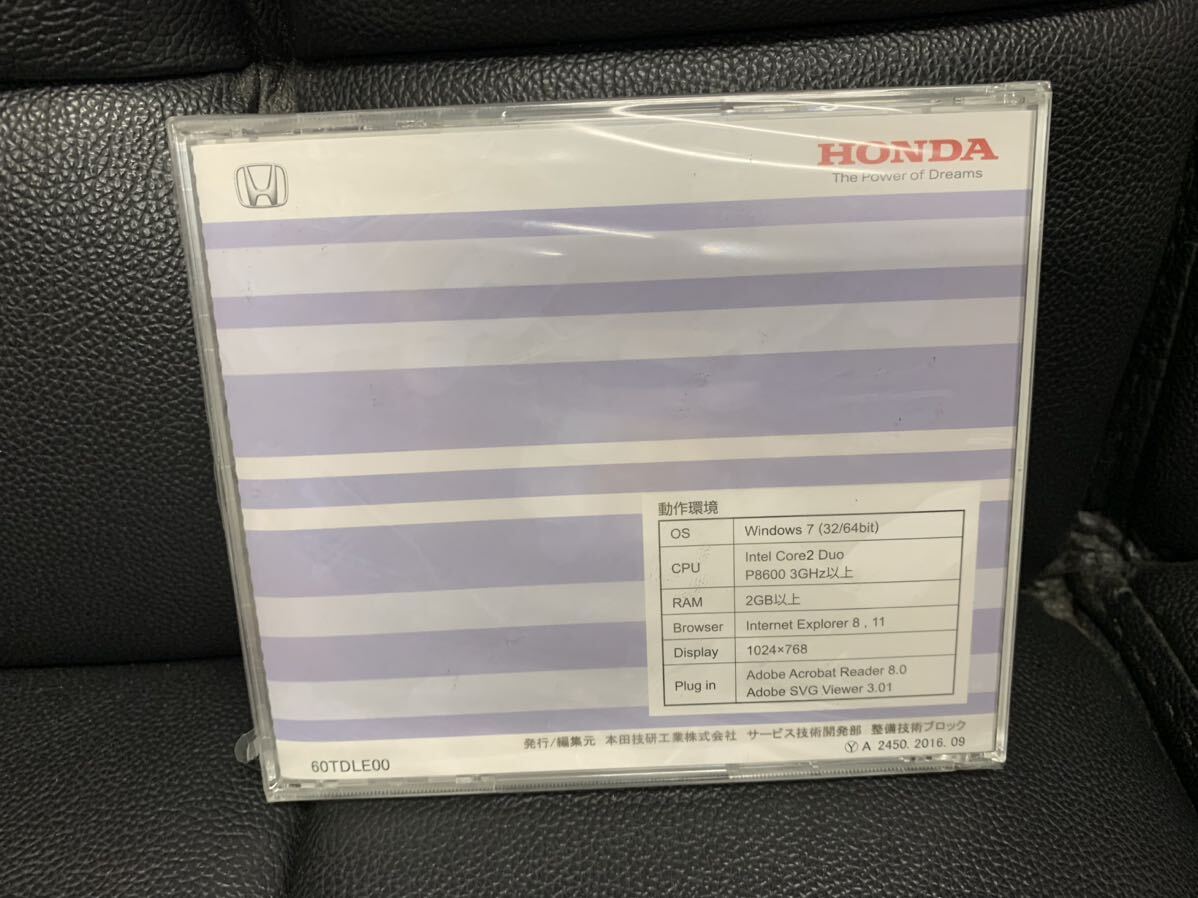 HONDA
The Power of Dreams
動作環境
OS Windows 7 (32/64bit)
CPU Intel Core2 Duo
P8600 3GHz以上
RAM 2GB以上
Browser Internet Explorer 8 , 11
Display 1024×768
Plug in Adobe Acrobat Reader 8.0
Adobe SVG Viewer 3.01
発行/編集元 本田技研工業株式会社 サービス技術開発部 整備技術ブロック
Ⓨ A 2450. 2016. 09
60TDLE00